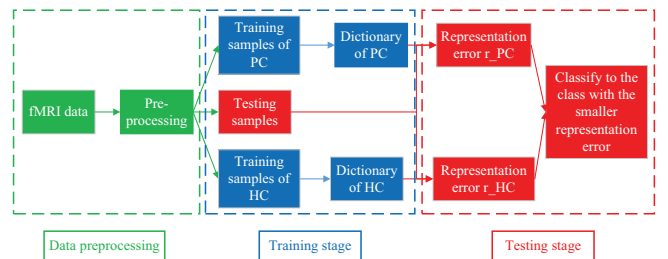 fMRI data
Pre-
processing
Training
samples of
PC
Dictionary
of PC
Testing
samples
Training
samples of
HC
Dictionary
of HC
Representation
error r_PC
Representation
error r_HC
Classify to the
class with the
smaller
representation
error
Data preprocessing
Training stage
Testing stage